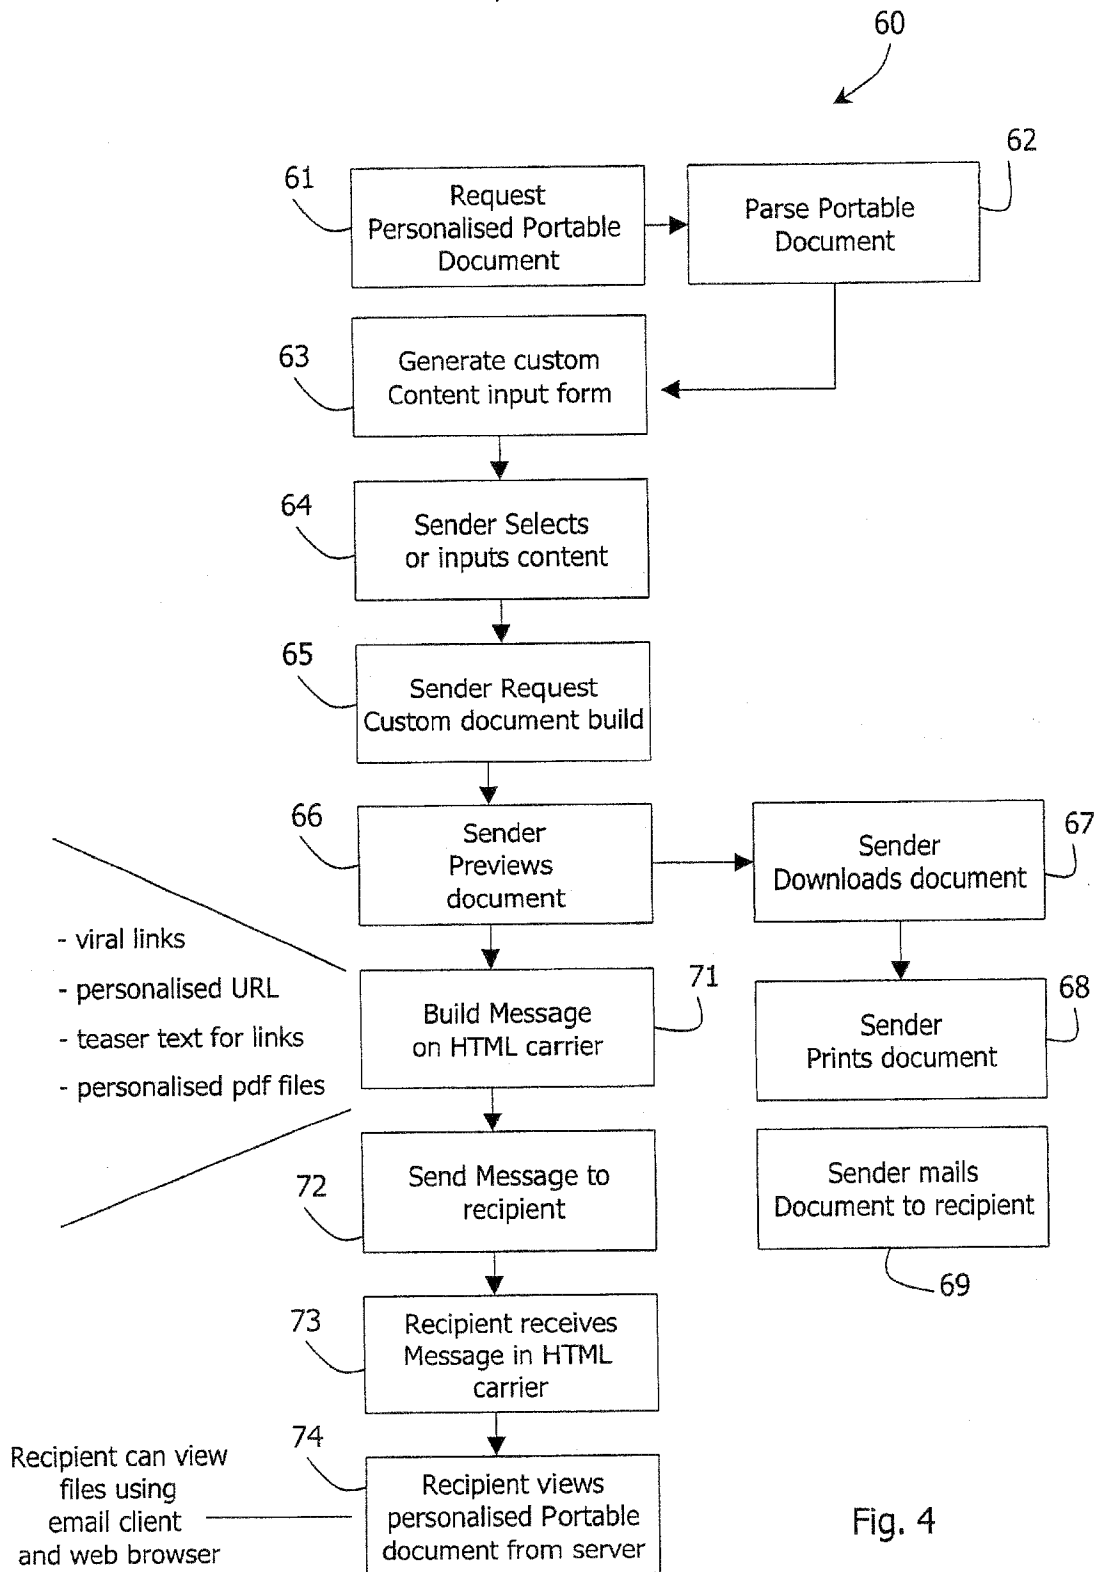 60
61
Request
Personalised Portable
Document
62
Parse Portable
Document
63
Generate custom
Content input form
64
Sender Selects
or inputs content
65
Sender Request
Custom document build
66
Sender
Previews
document
67
Sender
Downloads document
- viral links
- personalised URL
- teaser text for links
- personalised pdf files
71
Build Message
on HTML carrier
68
Sender
Prints document
72
Send Message to
recipient
Sender mails
Document to recipient
69
73
Recipient receives
Message in HTML
carrier
74
Recipient views
personalised Portable
document from server
Recipient can view
files using
email client
and web browser
Fig. 4